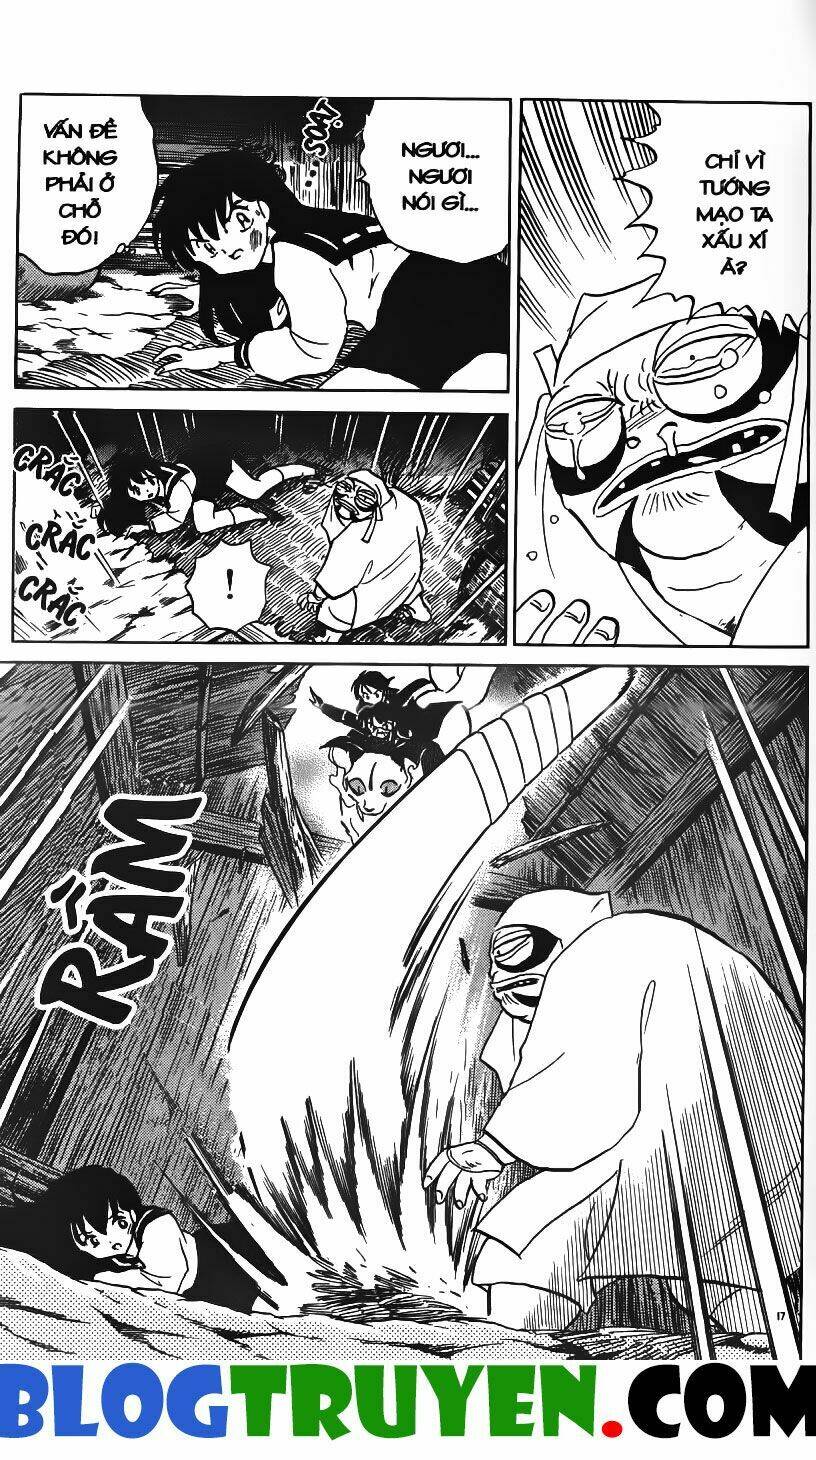 CHỈ VÌ
TƯỚNG
MẠO TA
XẤU XÍ
À?
NGƯƠI...
NGƯƠI
NÓI GÌ...
...SOẠT
VẤN ĐỀ
KHÔNG
PHẢI Ở
CHỖ
ĐÓ!
!
CRẮC
CRẮC
CRẮC
RẦM
17
BLOGTRUYEN.COM